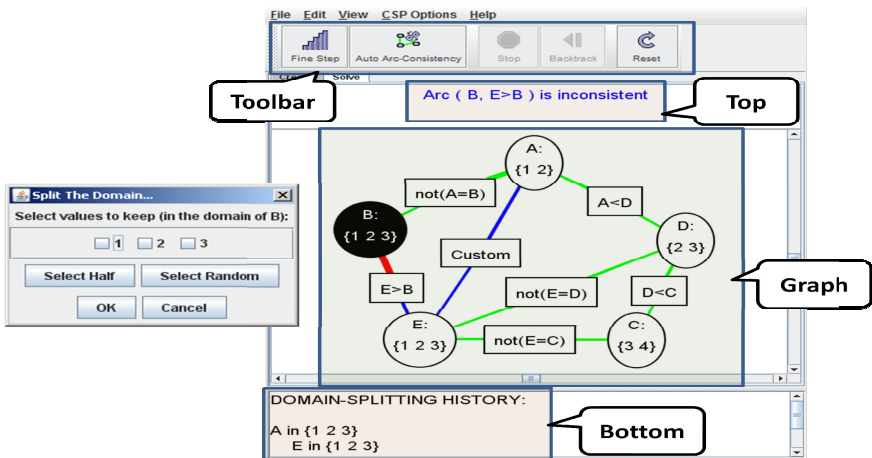 File Edit View CSP Options Help
Fine Step Auto Arc-Consistency Stop Backtrack Reset
Solve
Toolbar
Arc ( B, E>B ) is inconsistent
Top
A:
{1 2}
not(A=B)
A<D
Split The Domain...
Select values to keep (in the domain of B):
1 2 3
Select Half Select Random
OK Cancel
B:
{1 2 3}
D:
{2 3}
Custom
E>B
not(E=D)
D<C
Graph
E:
{1 2 3}
not(E=C)
C:
{3 4}
DOMAIN-SPLITTING HISTORY:
A in {1 2 3}
E in {1 2 3}
Bottom